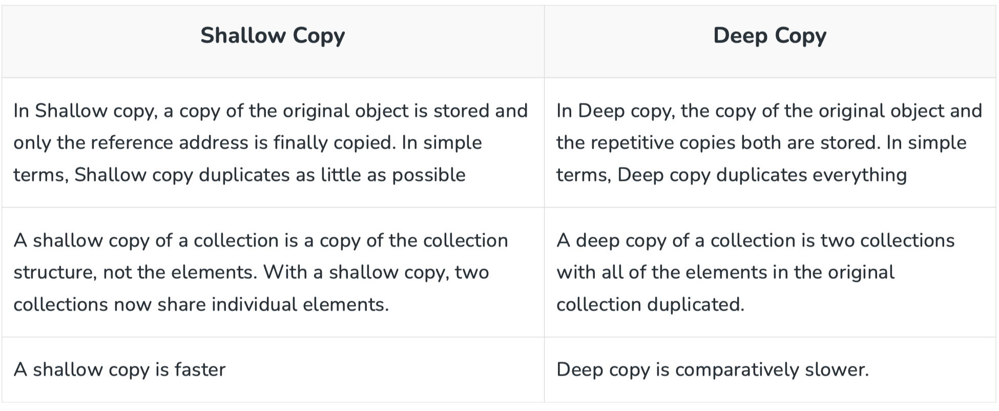 Shallow Copy
Deep Copy
In Shallow copy, a copy of the original object is stored and
only the reference address is finally copied. In simple
terms, Shallow copy duplicates as little as possible
In Deep copy, the copy of the original object and
the repetitive copies both are stored. In simple
terms, Deep copy duplicates everything
A shallow copy of a collection is a copy of the collection
structure, not the elements. With a shallow copy, two
collections now share individual elements.
A deep copy of a collection is two collections
with all of the elements in the original
collection duplicated.
A shallow copy is faster
Deep copy is comparatively slower.